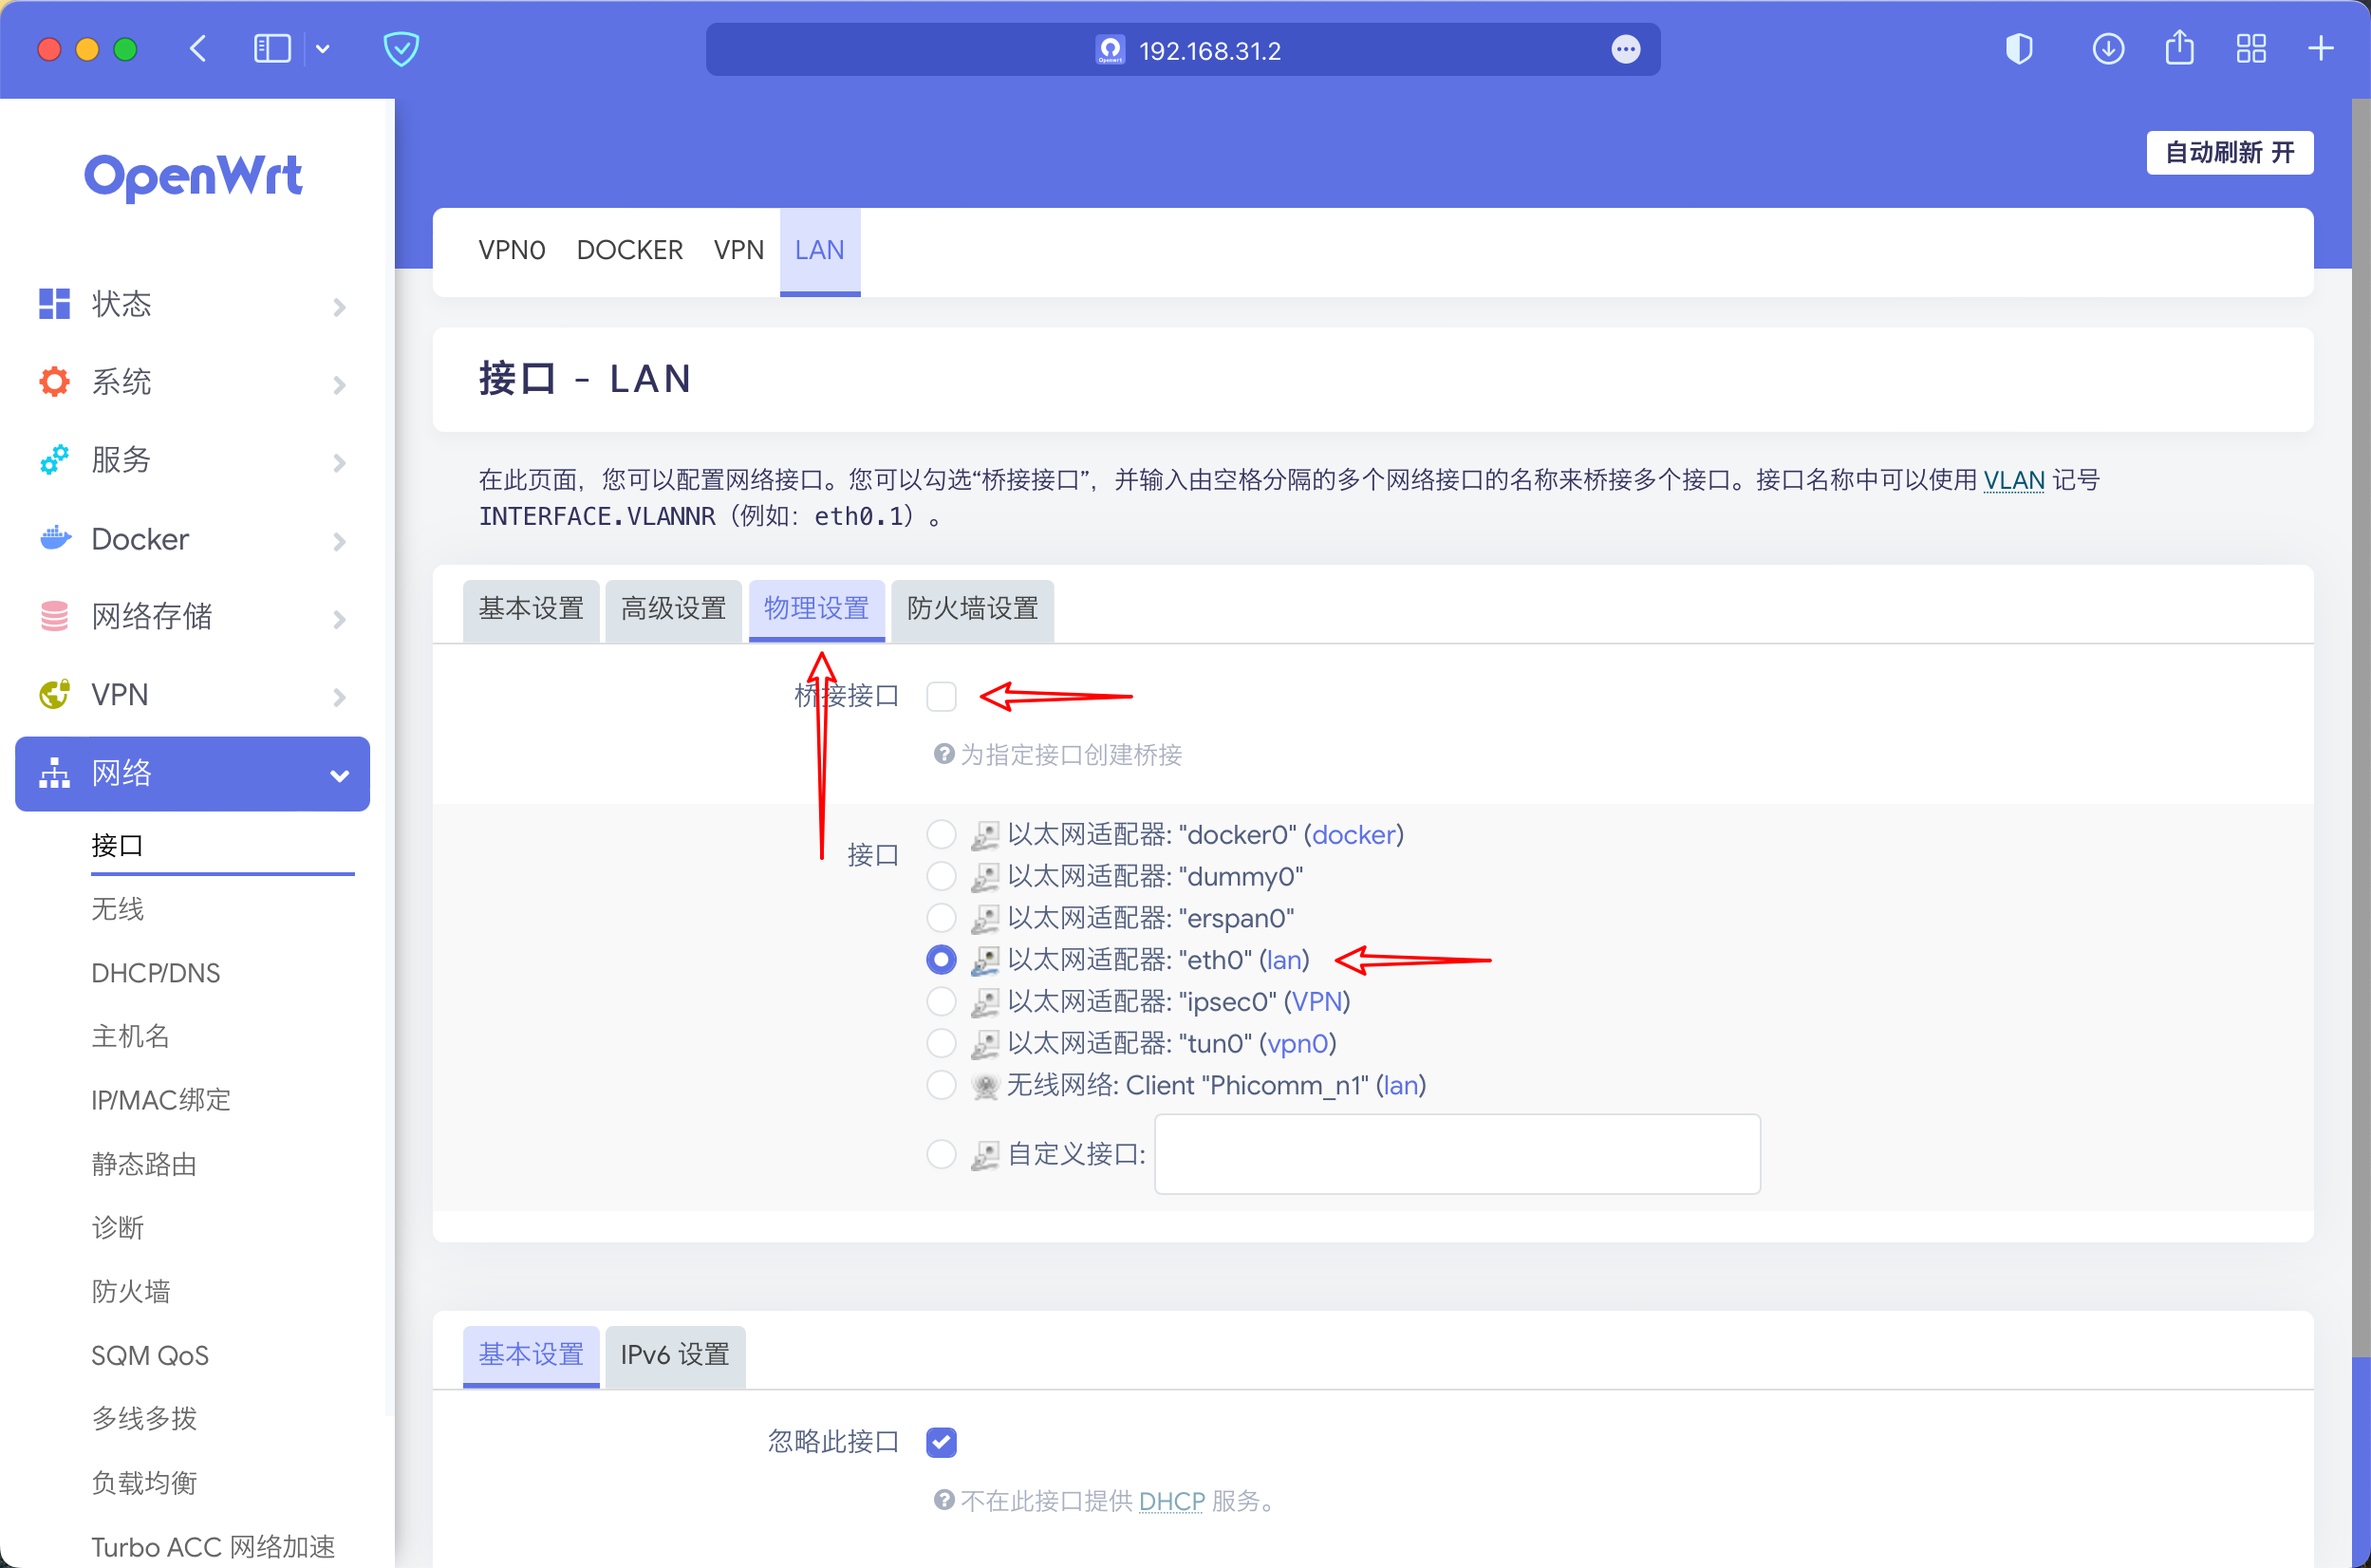 192.168.31.2
OpenWrt
自动刷新 开
VPN0 DOCKER VPN LAN
状态
系统
服务
Docker
网络存储
VPN
网络
接口
无线
DHCP/DNS
主机名
IP/MAC绑定
静态路由
诊断
防火墙
SQM QoS
多线多拨
负载均衡
Turbo ACC 网络加速
接口 - LAN
在此页面，您可以配置网络接口。您可以勾选“桥接接口”，并输入由空格分隔的多个网络接口的名称来桥接多个接口。接口名称中可以使用 VLAN 记号
INTERFACE.VLANNR（例如：eth0.1）。
基本设置 高级设置 物理设置 防火墙设置
桥接接口
为指定接口创建桥接
接口
以太网适配器: "docker0" (docker)
以太网适配器: "dummy0"
以太网适配器: "erspan0"
以太网适配器: "eth0" (lan)
以太网适配器: "ipsec0" (VPN)
以太网适配器: "tun0" (vpn0)
无线网络: Client "Phicomm_n1" (lan)
自定义接口:
基本设置 IPv6 设置
忽略此接口
不在此接口提供 DHCP 服务。